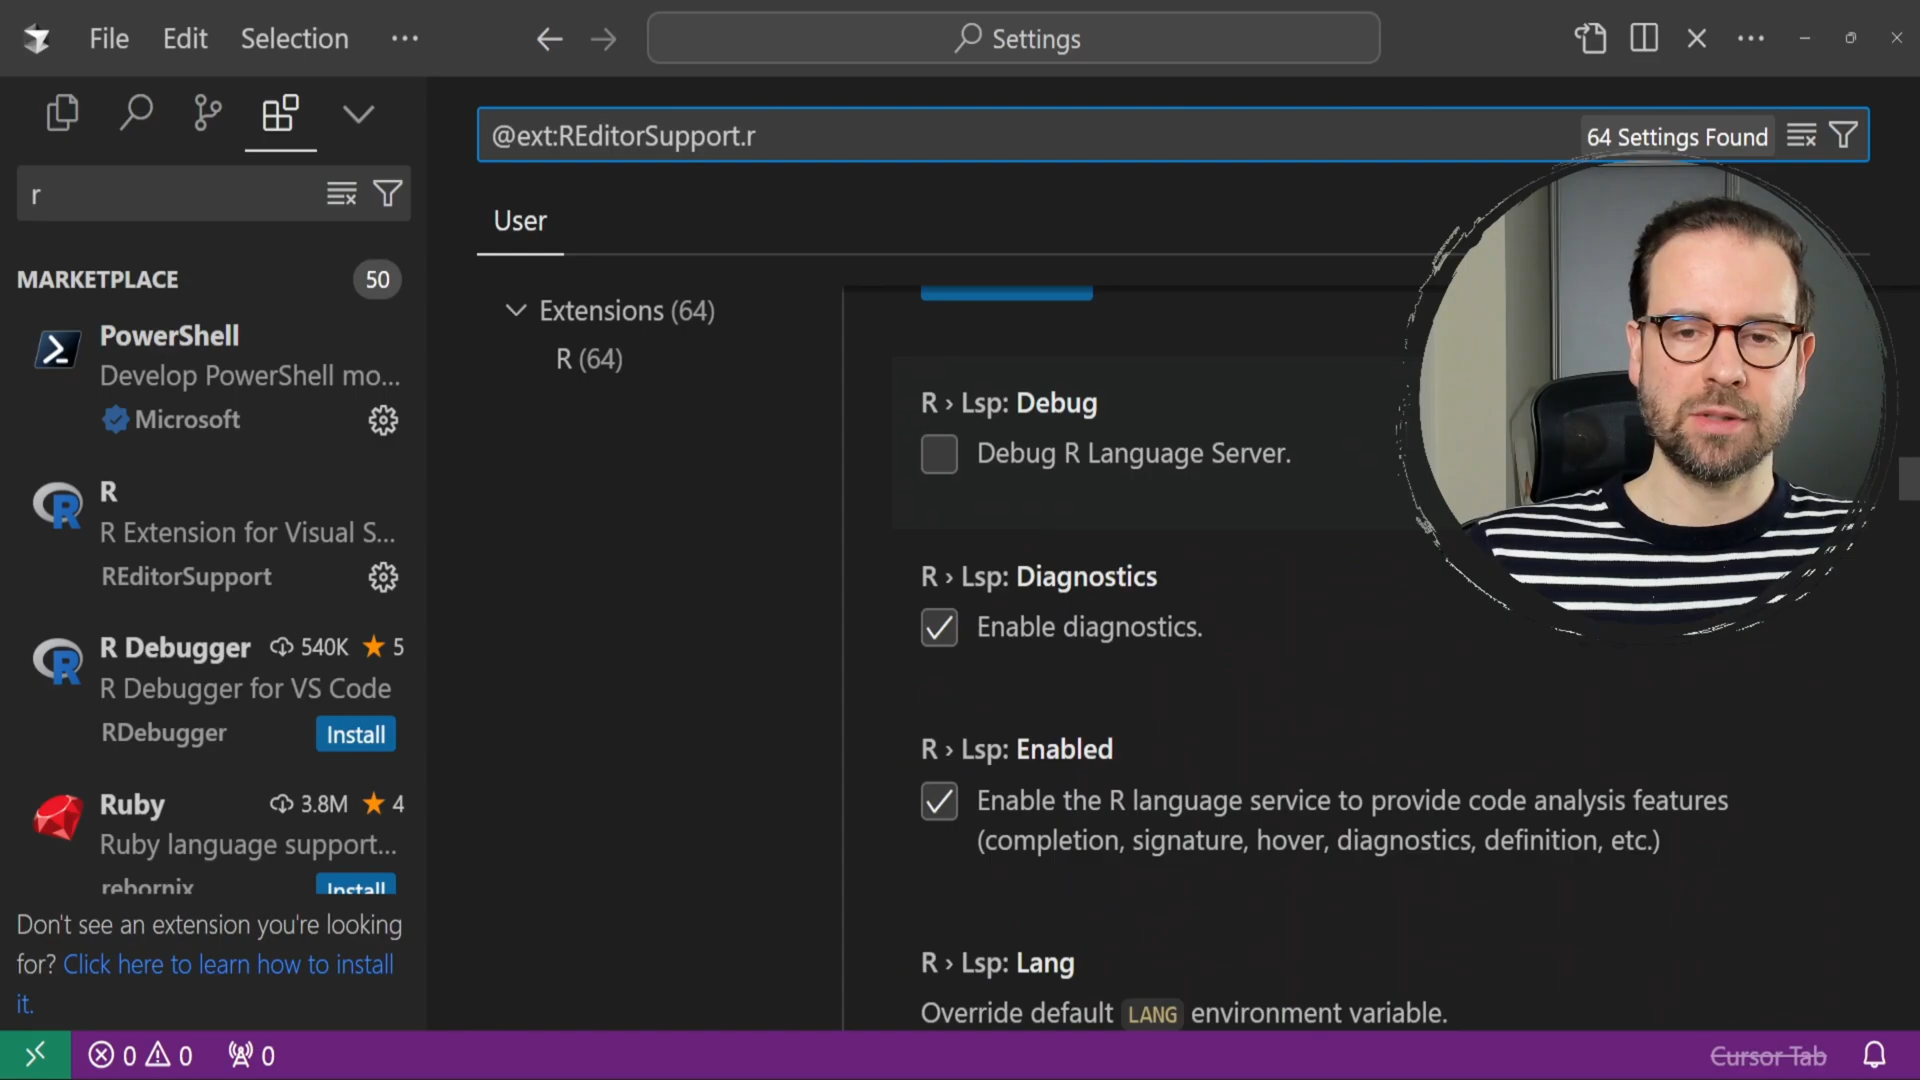 File Edit Selection ...
Settings
@ext:REditorSupport.r
64 Settings Found
r
User
MARKETPLACE 50
PowerShell
Develop PowerShell mo...
Microsoft
R
R Extension for Visual S...
REditorSupport
R Debugger 540K 5
R Debugger for VS Code
RDebugger Install
Ruby 3.8M 4
Ruby language support...
rebornix Install
Don't see an extension you're looking
for? Click here to learn how to install
it.
Extensions (64)
R (64)
R › Lsp: Debug
Debug R Language Server.
R › Lsp: Diagnostics
Enable diagnostics.
R › Lsp: Enabled
Enable the R language service to provide code analysis features
(completion, signature, hover, diagnostics, definition, etc.)
R › Lsp: Lang
Override default LANG environment variable.
0 0 0
Cursor Tab